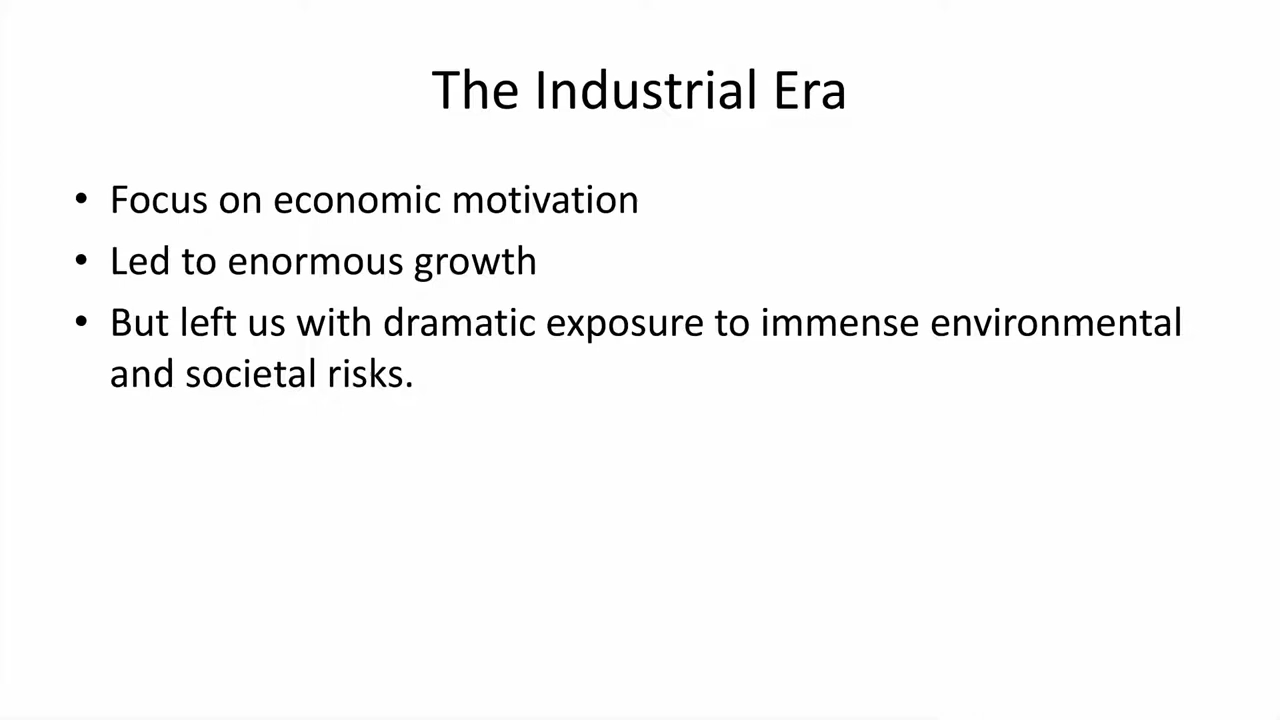 The Industrial Era
• Focus on economic motivation
• Led to enormous growth
• But left us with dramatic exposure to immense environmental
and societal risks.